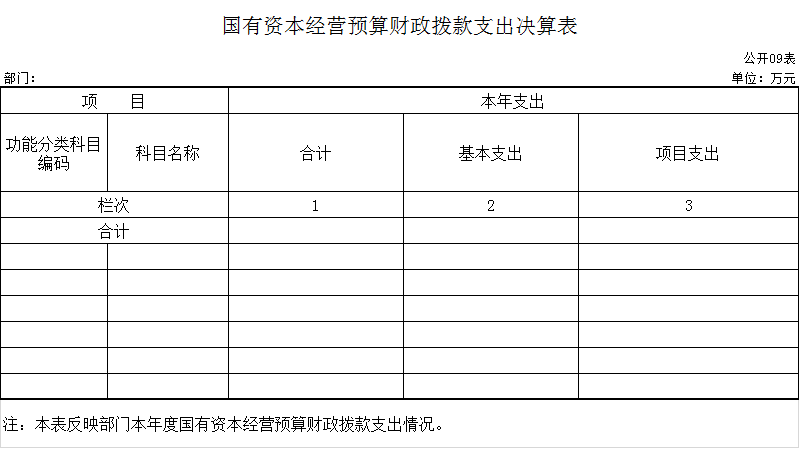 国有资本经营预算财政拨款支出决算表
公开09表
部门：
单位：万元
项 目
本年支出
功能分类科目
编码
科目名称
合计
基本支出
项目支出
栏次
1
2
3
合计
注：本表反映部门本年度国有资本经营预算财政拨款支出情况。